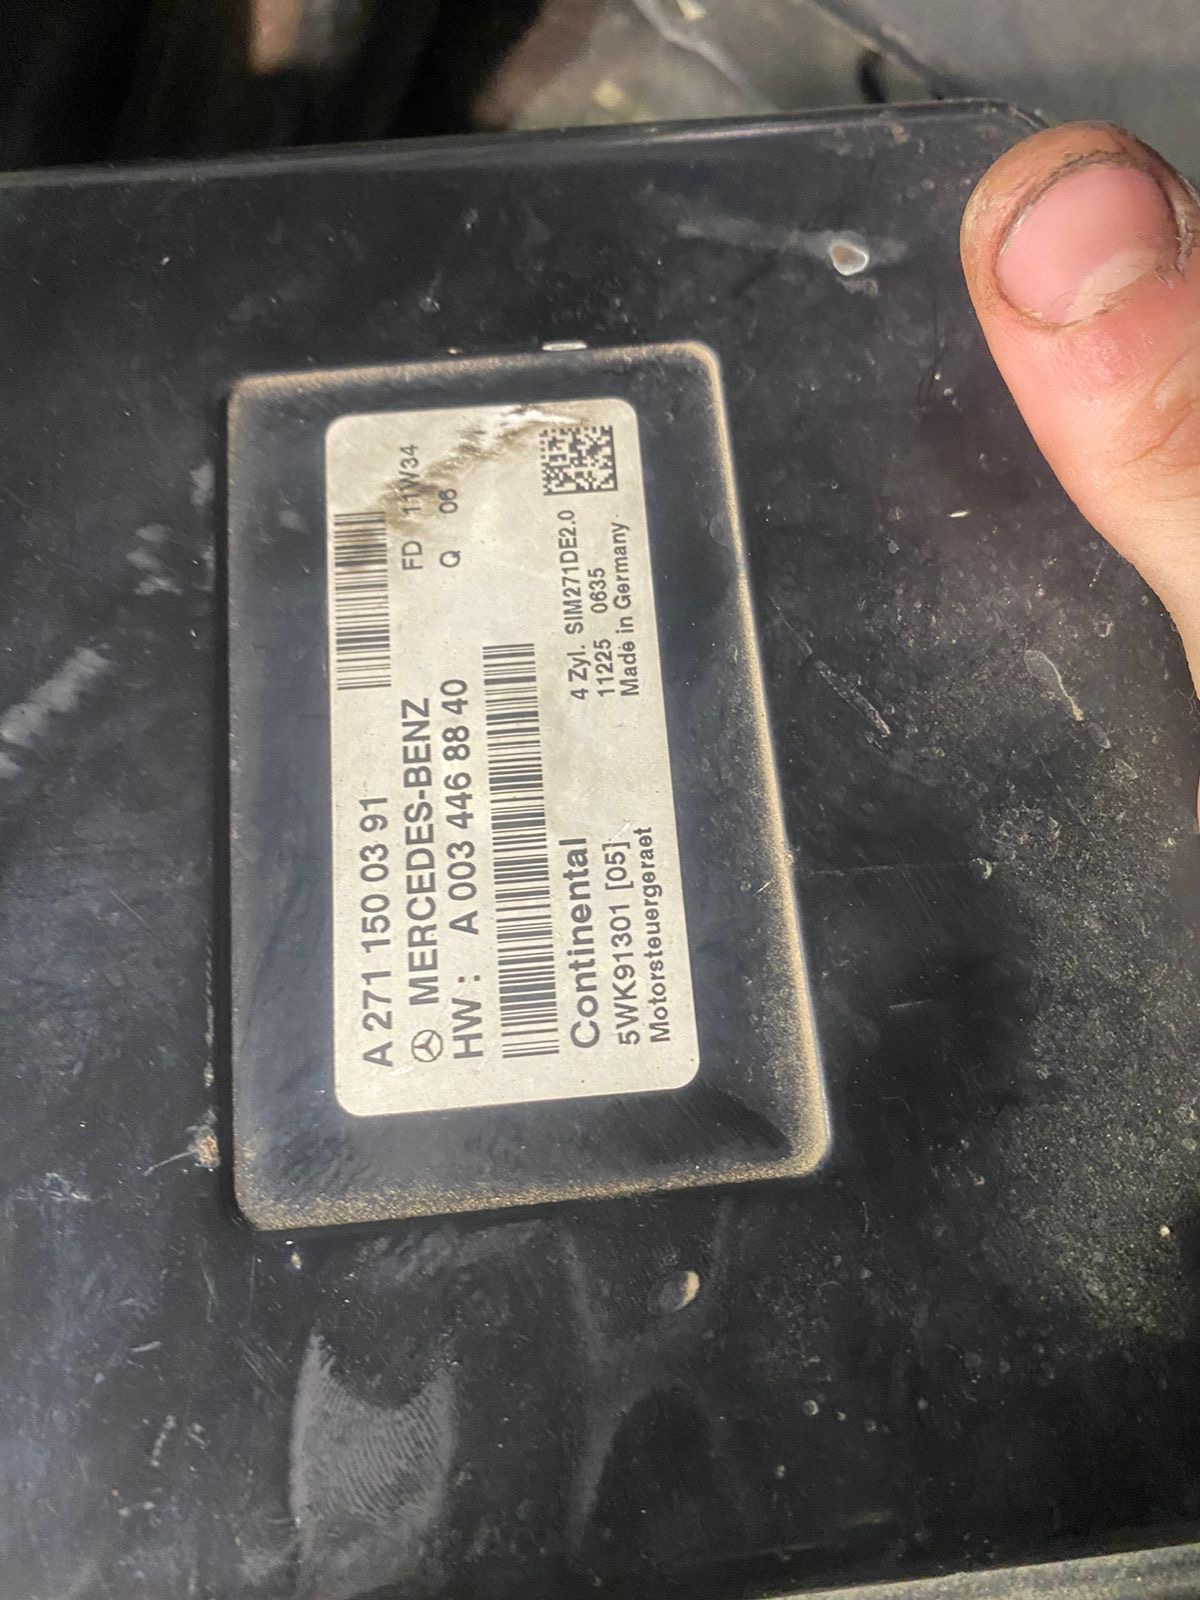 A 271 150 03 91
MERCEDES-BENZ
FD 11W34
HW: A 003 446 88 40
Q 06
Continental
5WK91301 [05]
Motorsteuergeraet
4 Zyl. SIM271DE2.0
11225 0635
Made in Germany